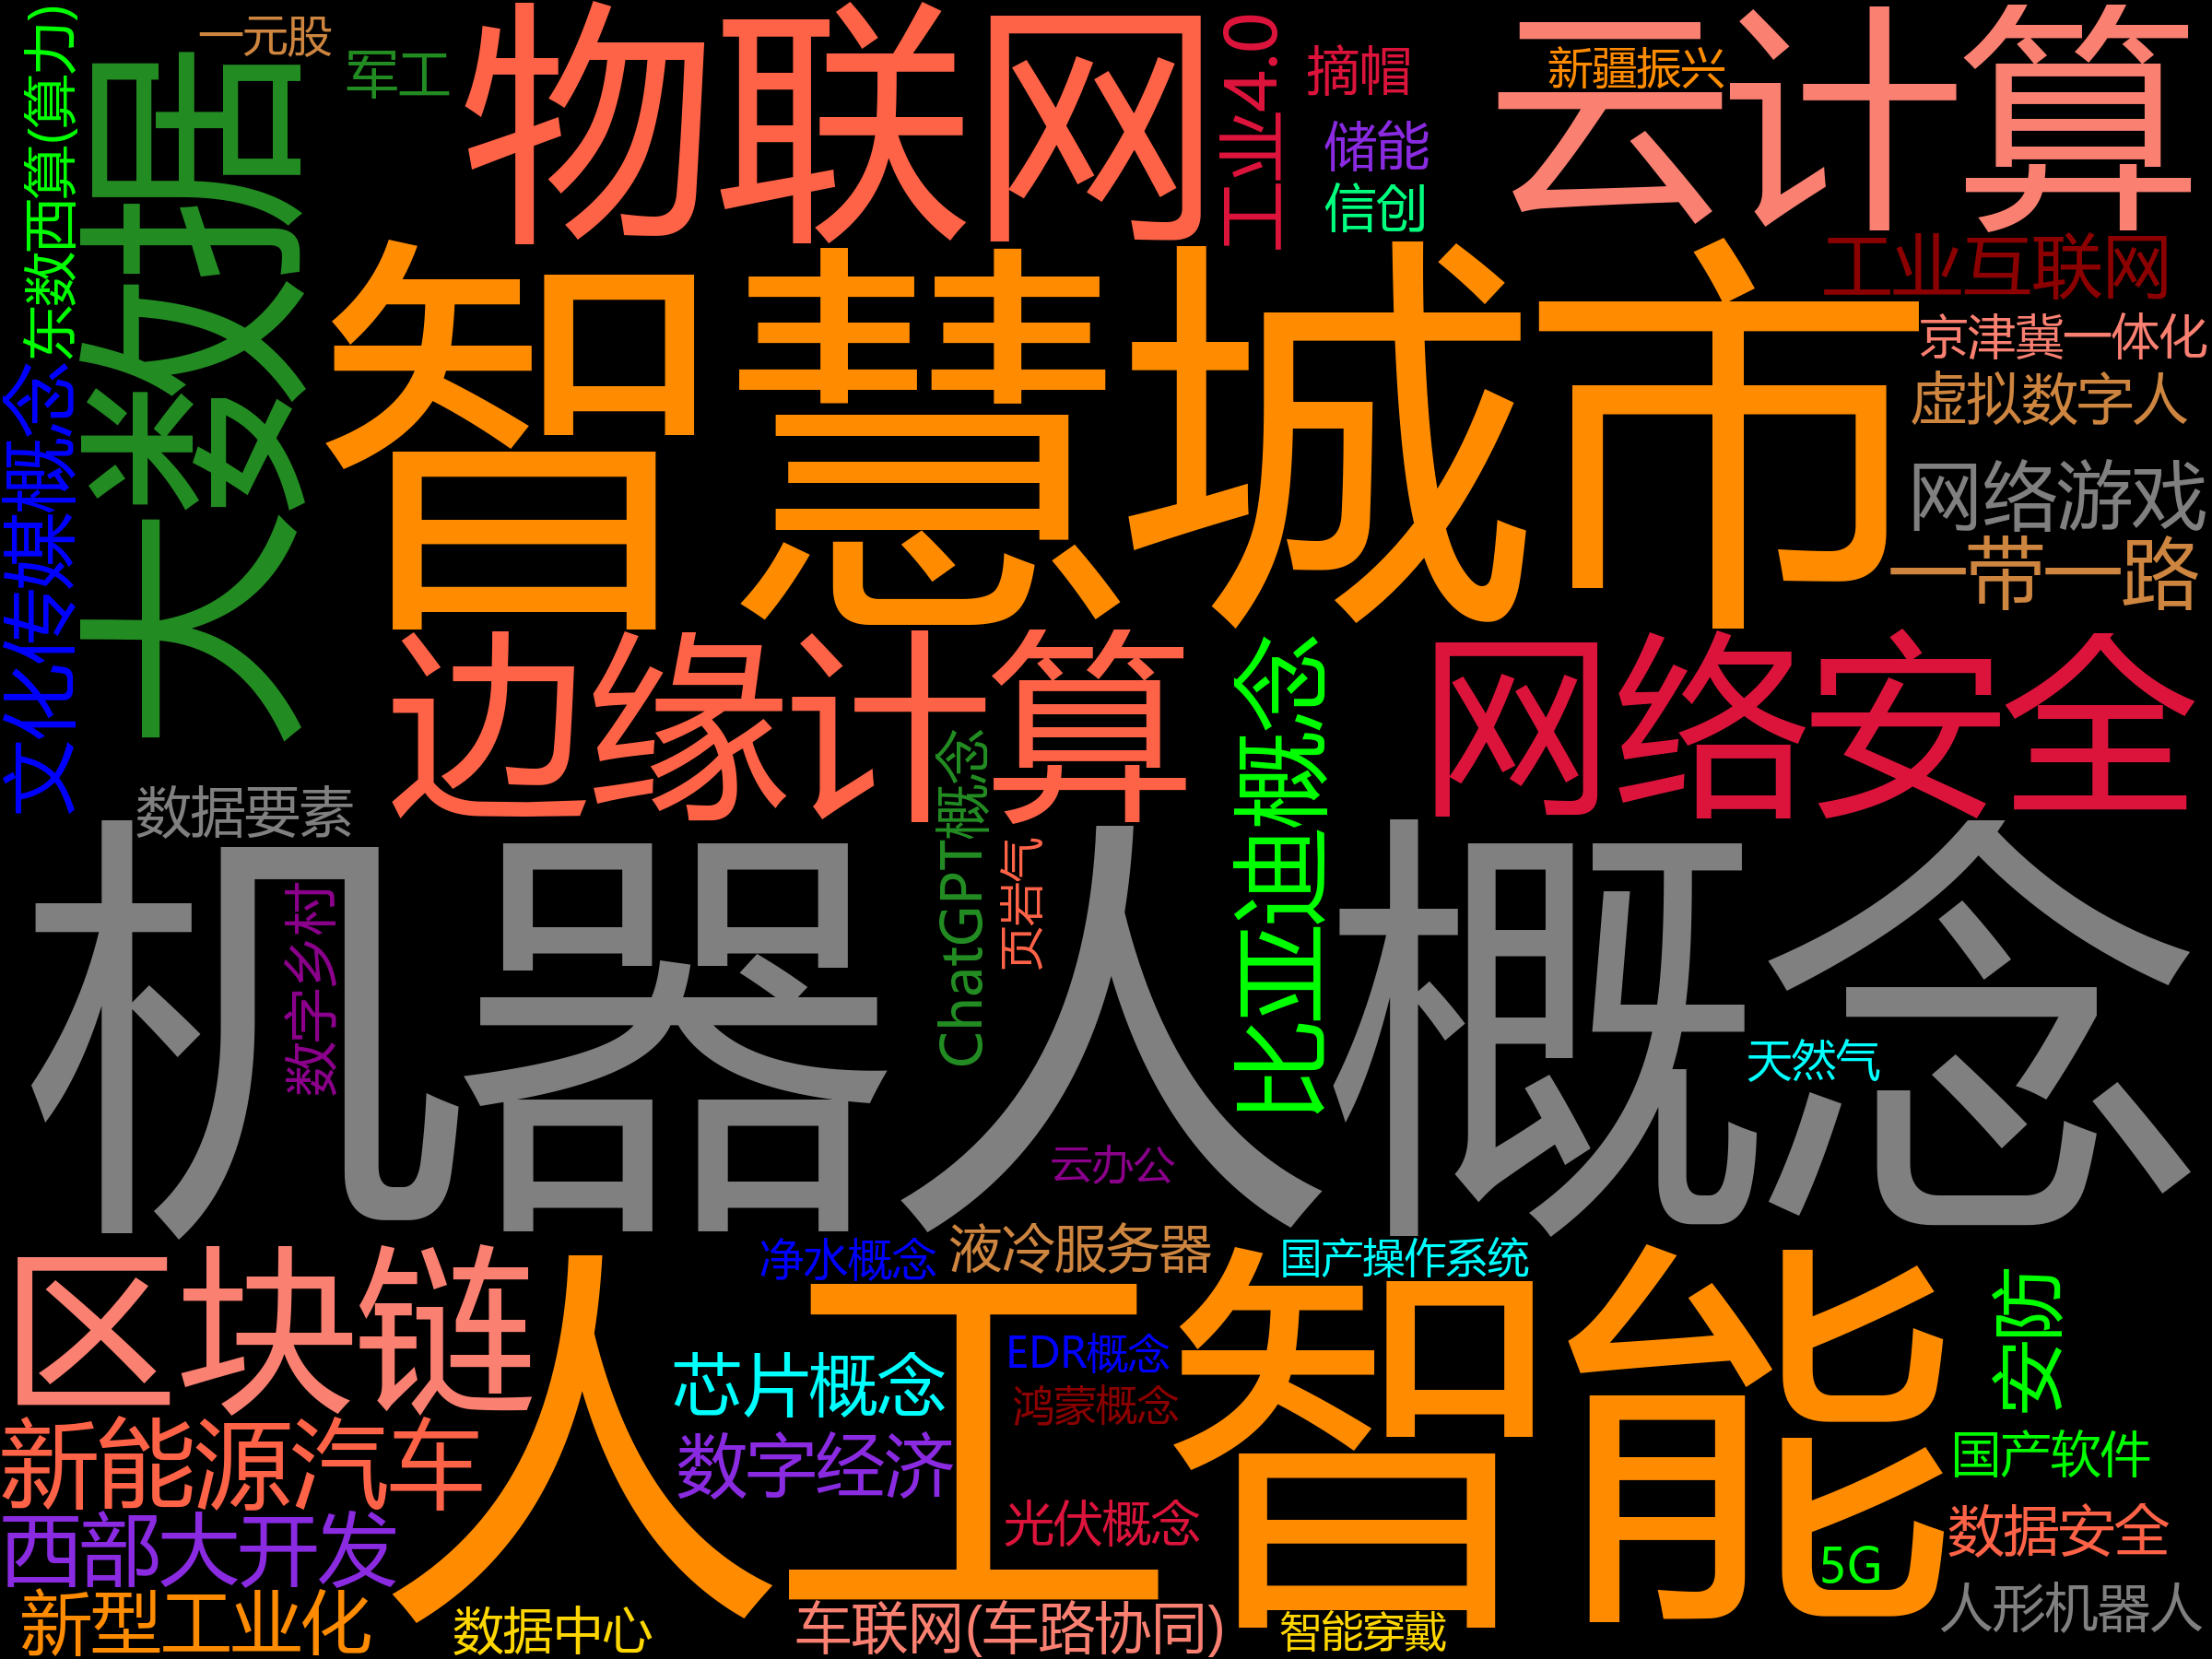 一元股
军工
物联网
工业4.0
摘帽
储能
信创
云计算
新疆振兴
东数西算(算力)
大数据
智慧城市
工业互联网
京津翼一体化
虚拟数字人
网络游戏
一带一路
文化传媒概念
边缘计算
比亚迪概念
网络安全
数据要素
ChatGPT概念
页岩气
数字乡村
机器人概念
天然气
云办公
液冷服务器
净水概念
国产操作系统
区块链
人工智能
芯片概念
EDR概念
鸿蒙概念
安防
新能源汽车
数字经济
国产软件
光伏概念
数据安全
西部大开发
5G
新型工业化
数据中心
车联网(车路协同)
智能穿戴
人形机器人